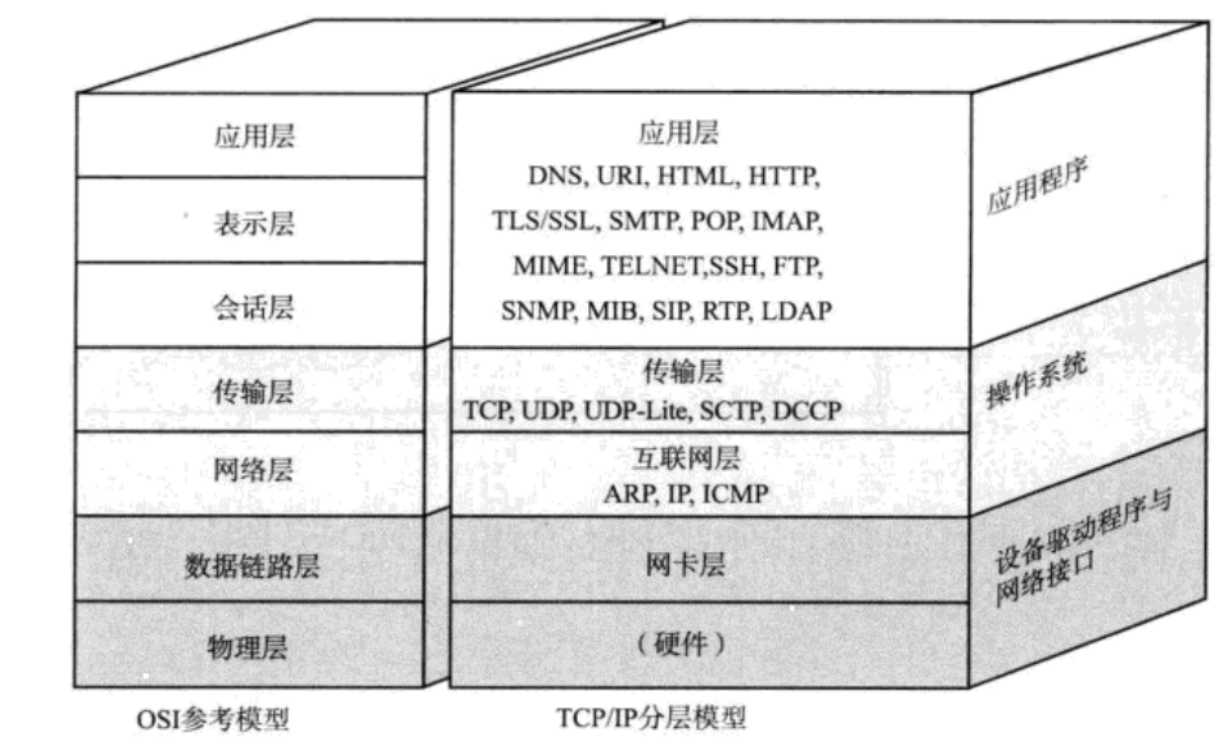 应用层
表示层
会话层
传输层
网络层
数据链路层
物理层
OSI参考模型
应用层
DNS, URI, HTML, HTTP,
TLS/SSL, SMTP, POP, IMAP,
MIME, TELNET,SSH, FTP,
SNMP, MIB, SIP, RTP, LDAP
传输层
TCP, UDP, UDP-Lite, SCTP, DCCP
互联网层
ARP, IP, ICMP
网卡层
（硬件）
TCP/IP分层模型
应用程序
操作系统
设备驱动程序与
网络接口